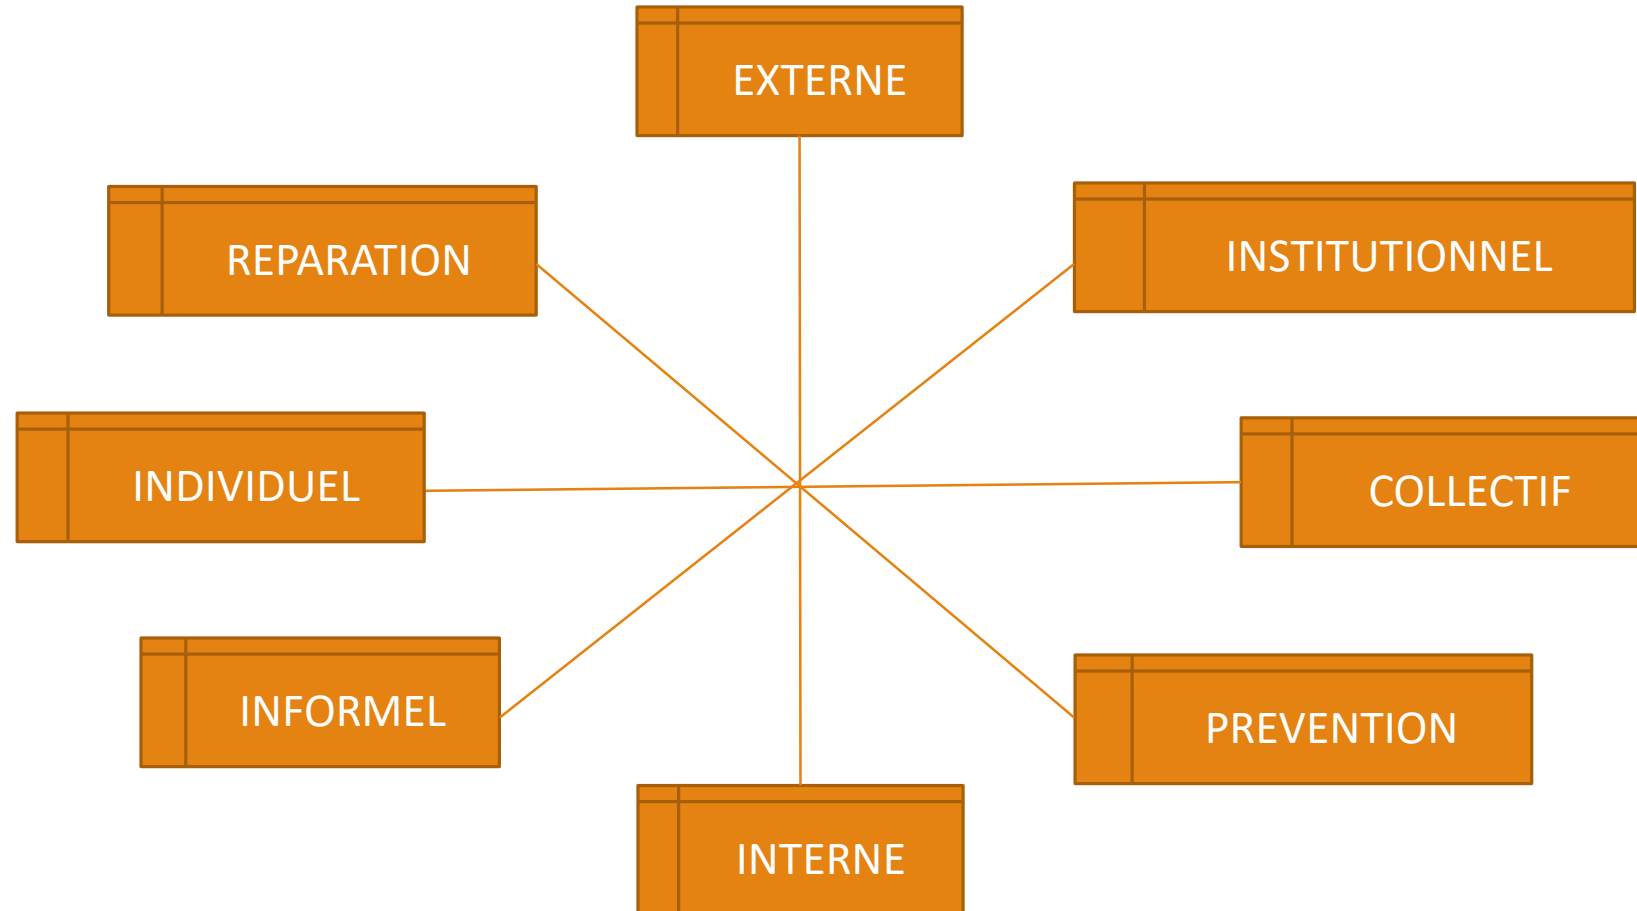 EXTERNE
REPARATION
INSTITUTIONNEL
INDIVIDUEL
COLLECTIF
INFORMEL
PREVENTION
INTERNE